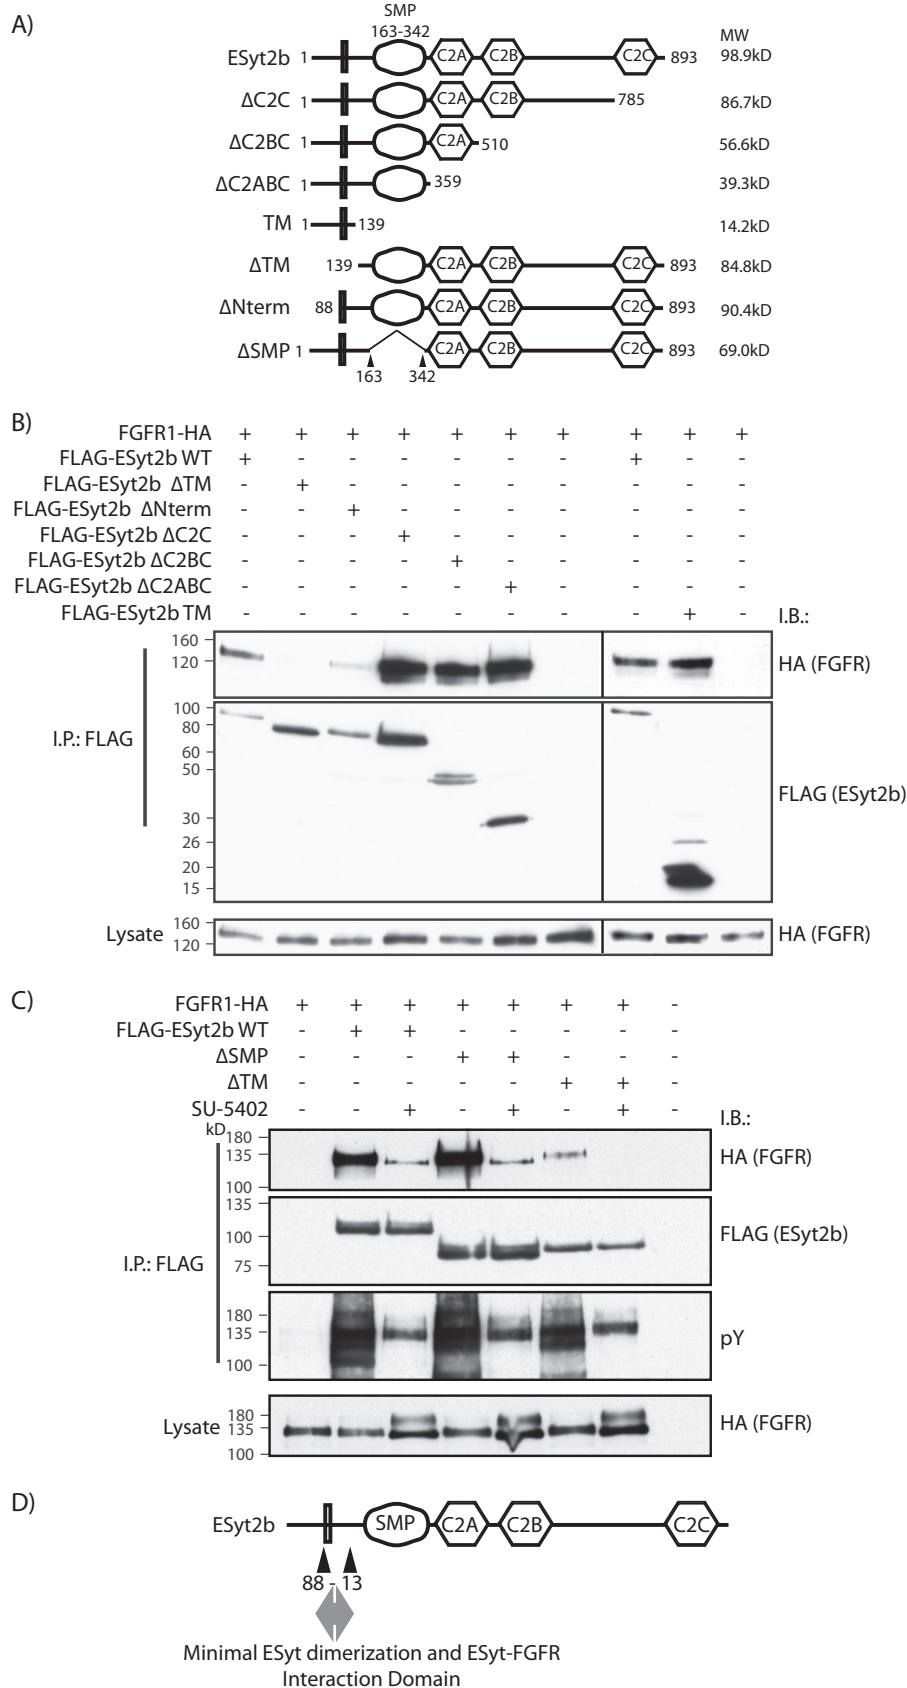 A)
SMP
163-342
MW
ESyt2b 1 C2A C2B C2C 893 98.9kD
ΔC2C 1 C2A C2B 785 86.7kD
ΔC2BC 1 C2A 510 56.6kD
ΔC2ABC 1 359 39.3kD
TM 1 139 14.2kD
ΔTM 139 C2A C2B C2C 893 84.8kD
ΔNterm 88 C2A C2B C2C 893 90.4kD
ΔSMP 1 C2A C2B C2C 893 69.0kD
163 342
B)
FGFR1-HA + + + + + + + + + +
FLAG-ESyt2b WT + - - - - - - + - -
FLAG-ESyt2b ΔTM - + - - - - - - - -
FLAG-ESyt2b ΔNterm - - + - - - - - - -
FLAG-ESyt2b ΔC2C - - - + - - - - - -
FLAG-ESyt2b ΔC2BC - - - - + - - - - -
FLAG-ESyt2b ΔC2ABC - - - - - + - - - -
FLAG-ESyt2b TM - - - - - - - - + -
I.B.:
160
120
HA (FGFR)
I.P.: FLAG
100
80
60
50
30
26
20
15
FLAG (ESyt2b)
Lysate
160
120
HA (FGFR)
C)
FGFR1-HA + + + + + + + -
FLAG-ESyt2b WT - + + - - - - -
ΔSMP - - - + + - - -
ΔTM - - - - - + + -
SU-5402 - - + - + - + -
I.B.:
kD
180
135
100
HA (FGFR)
I.P.: FLAG
135
100
75
FLAG (ESyt2b)
180
135
100
pY
Lysate
180
135
100
HA (FGFR)
D)
ESyt2b SMP C2A C2B C2C
88 - 13
Minimal ESyt dimerization and ESyt-FGFR
Interaction Domain